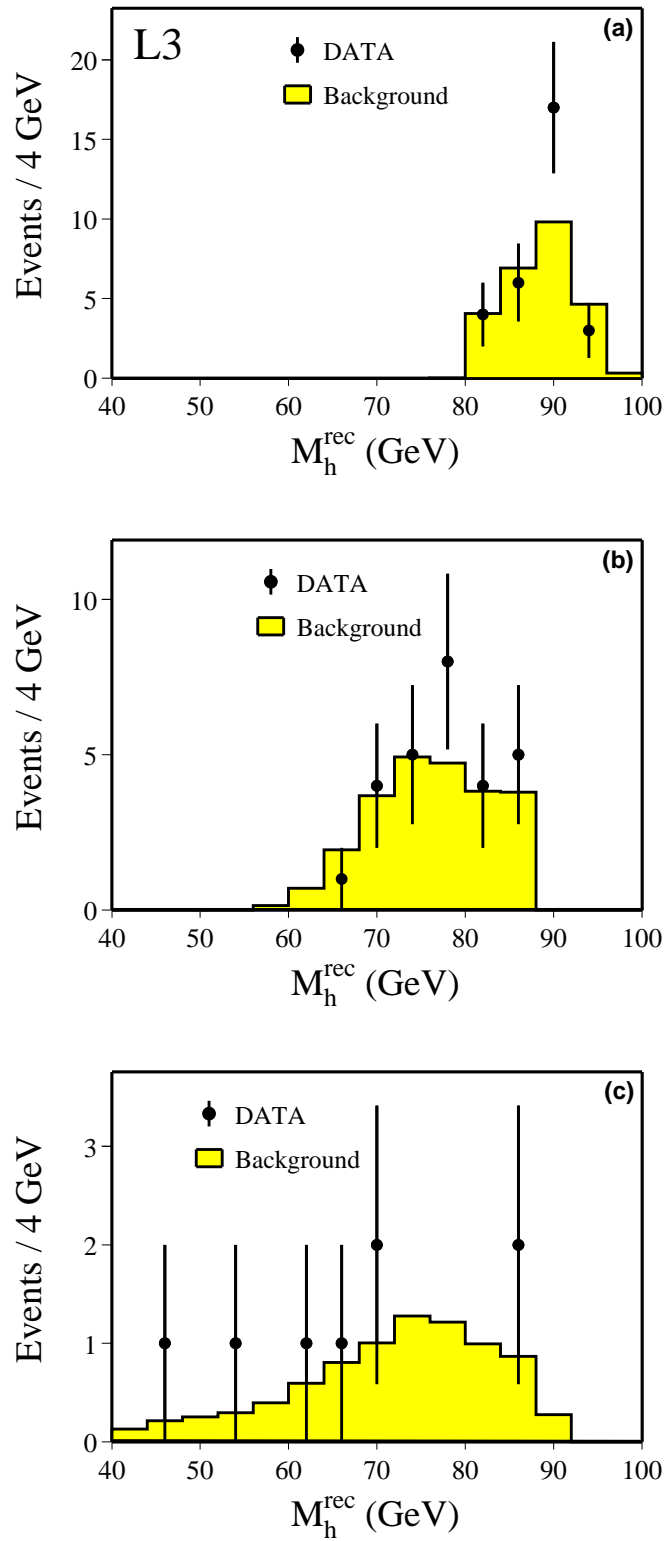 (a)
L3
DATA
Background
Events / 4 GeV
20
15
10
5
0
40 50 60 70 80 90 100
M_h^rec (GeV)
(b)
DATA
Background
Events / 4 GeV
10
5
0
40 50 60 70 80 90 100
M_h^rec (GeV)
(c)
DATA
Background
Events / 4 GeV
3
2
1
0
40 50 60 70 80 90 100
M_h^rec (GeV)